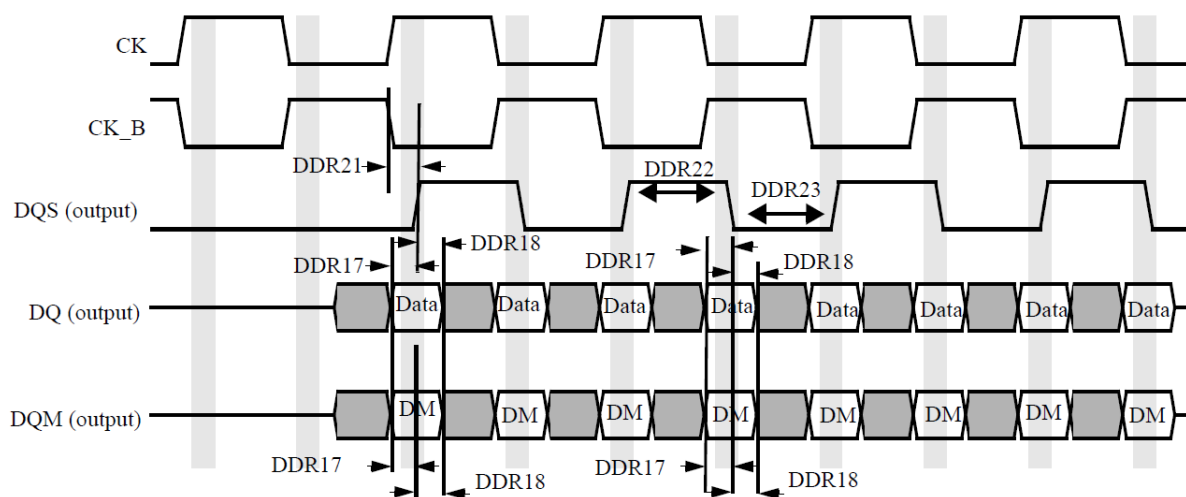 CK
CK_B
DDR21
DDR22
DDR23
DQS (output)
DDR18
DDR17
DDR17
DDR18
DQ (output)
Data
Data
Data
Data
Data
Data
Data
Data
DQM (output)
DM
DM
DM
DM
DM
DM
DM
DM
DDR17
DDR18
DDR17
DDR18